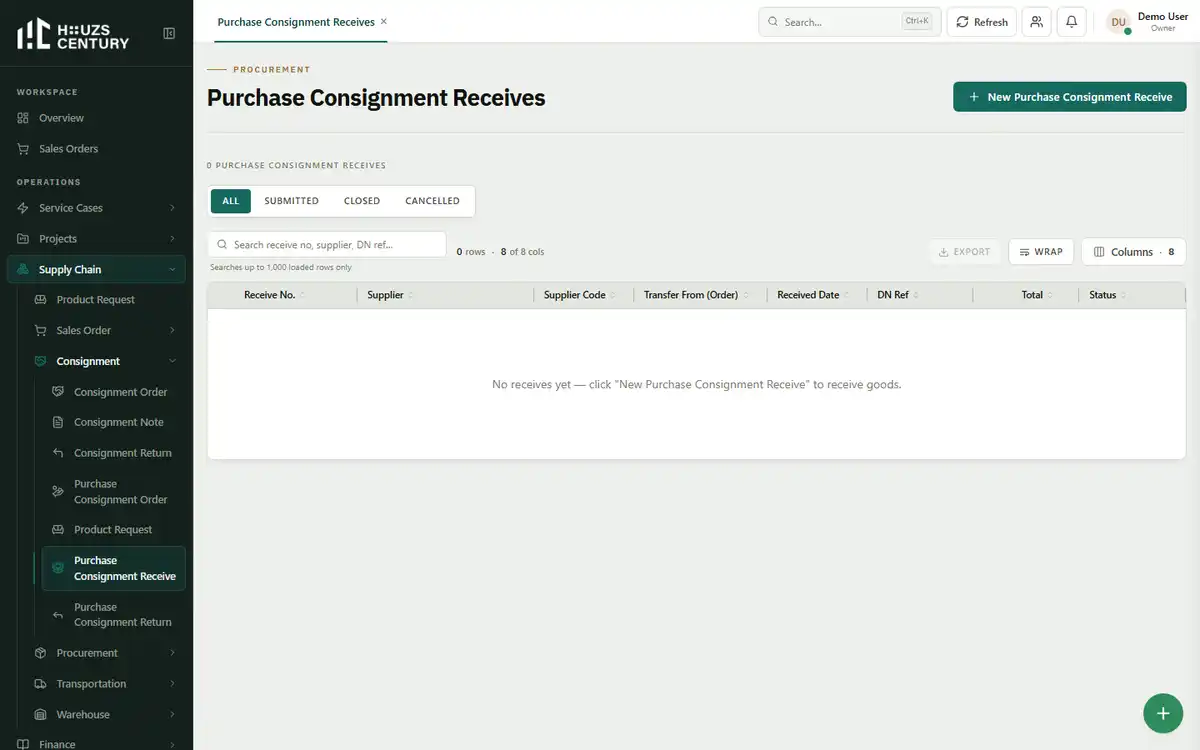 HOUZS
CENTURY
WORKSPACE
Overview
Sales Orders
OPERATIONS
Service Cases
Projects
Supply Chain
Product Request
Sales Order
Consignment
Consignment Order
Consignment Note
Consignment Return
Purchase
Consignment Order
Product Request
Purchase
Consignment Receive
Purchase
Consignment Return
Procurement
Transportation
Warehouse
Finance
Purchase Consignment Receives ×
Search...
Ctrl+K
Refresh
DU
Demo User
Owner
PROCUREMENT
Purchase Consignment Receives
+ New Purchase Consignment Receive
0 PURCHASE CONSIGNMENT RECEIVES
ALL SUBMITTED CLOSED CANCELLED
Search receive no, supplier, DN ref...
0 rows · 8 of 8 cols
EXPORT
WRAP
Columns · 8
Searches up to 1,000 loaded rows only
Receive No. Supplier Supplier Code Transfer From (Order) Received Date DN Ref Total Status
No receives yet — click "New Purchase Consignment Receive" to receive goods.
+